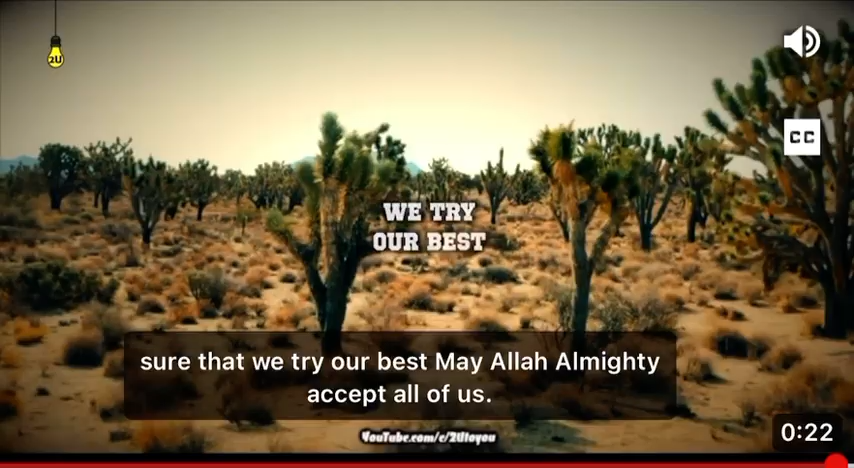 2U
CC
WE TRY
OUR BEST
sure that we try our best May Allah Almighty
accept all of us.
YouTube.com/c/2Utoyou
0:22